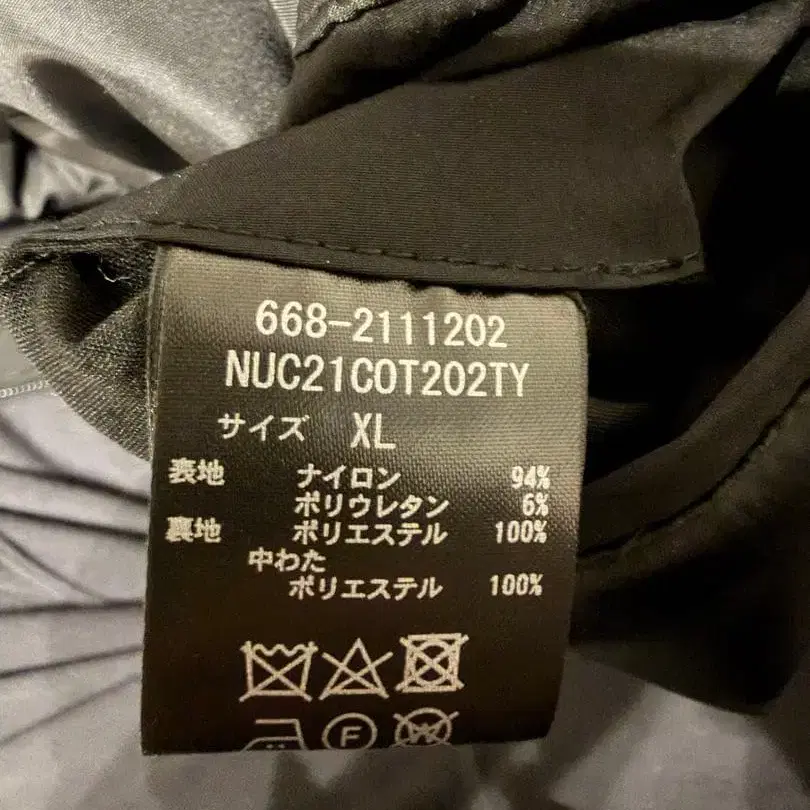 668-2111202
NUC21COT202TY
サイズ XL
表地 ナイロン 94%
ポリウレタン 6%
裏地 ポリエステル 100%
中わた
ポリエステル 100%
F
W